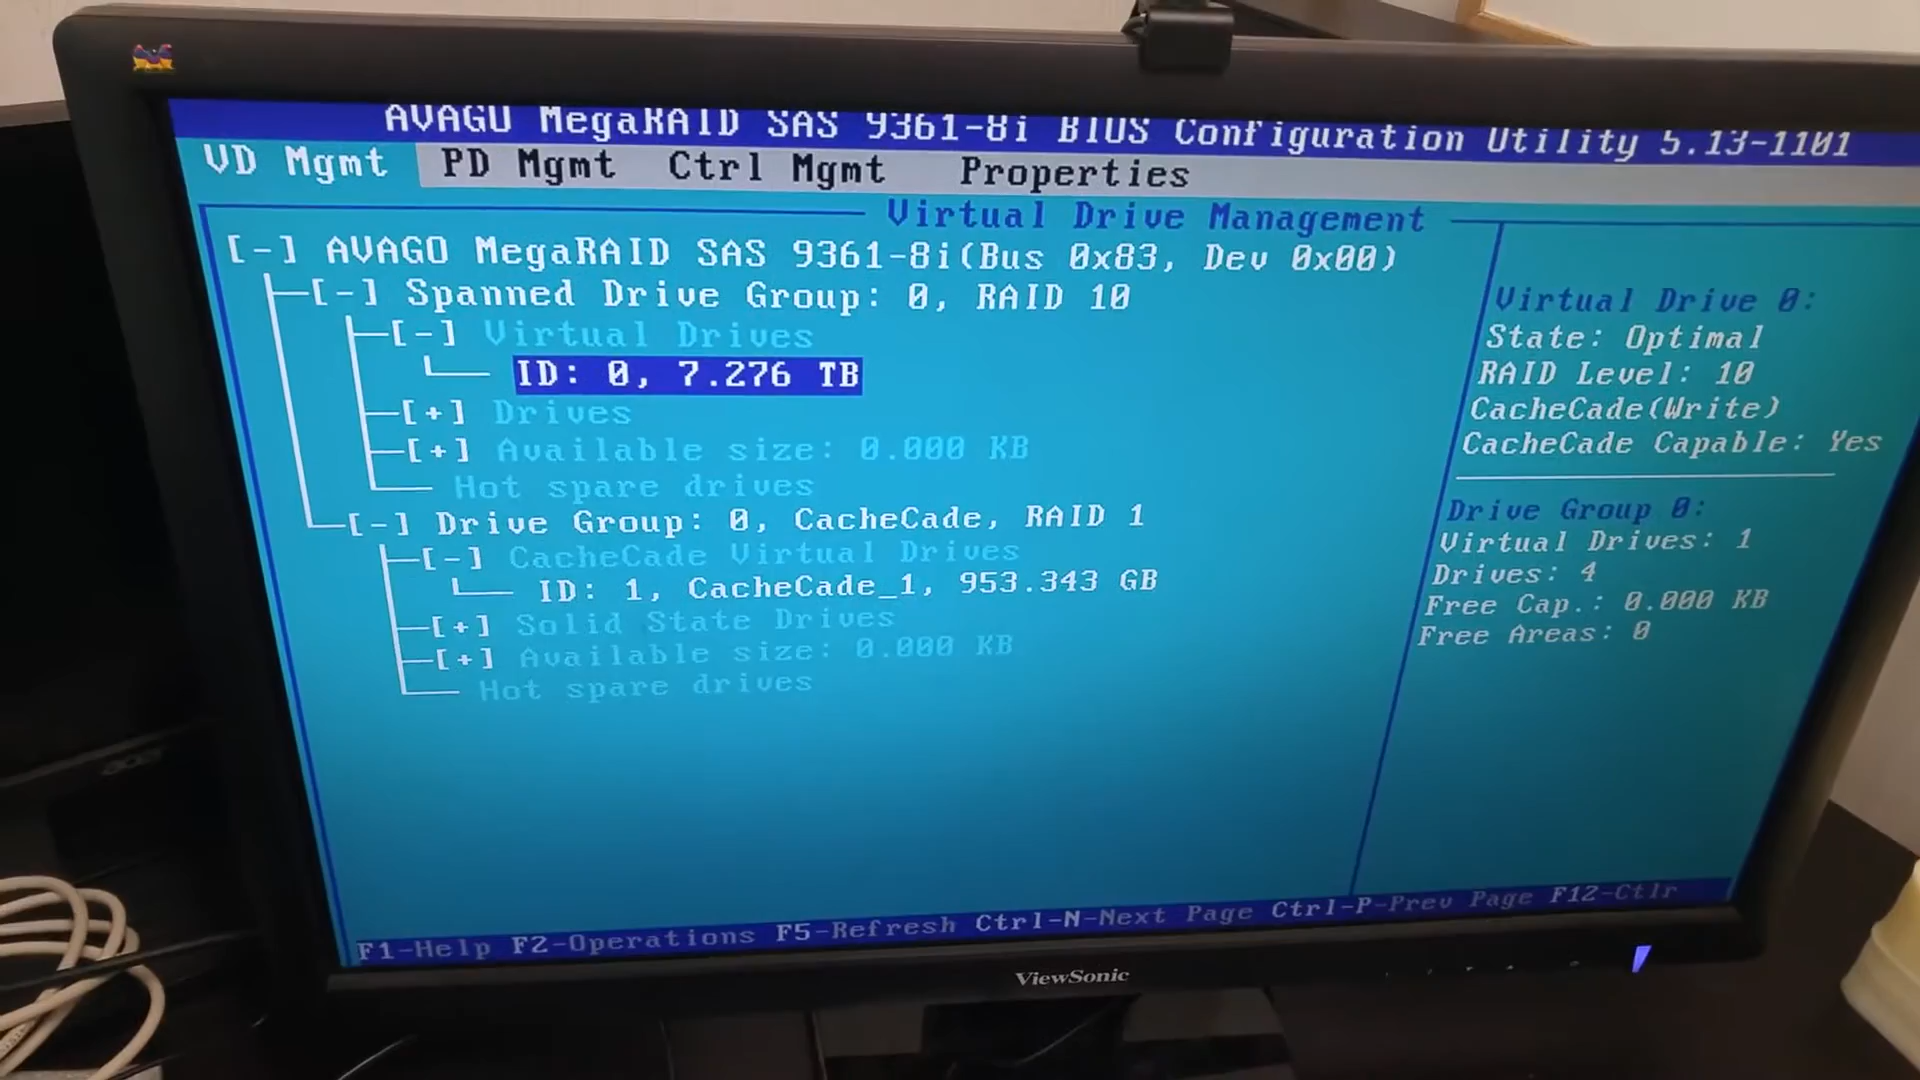 AVAGO MegaRAID SAS 9361-8i BIOS Configuration Utility 5.13-1101
VD Mgmt PD Mgmt Ctrl Mgmt Properties
Virtual Drive Management
[-] AVAGO MegaRAID SAS 9361-8i(Bus 0x83, Dev 0x00)
[-] Spanned Drive Group: 0, RAID 10
[-] Virtual Drives
ID: 0, 7.276 TB
[+] Drives
[+] Available size: 0.000 KB
Hot spare drives
[-] Drive Group: 0, CacheCade, RAID 1
[-] CacheCade Virtual Drives
ID: 1, CacheCade_1, 953.343 GB
[+] Solid State Drives
[+] Available size: 0.000 KB
Hot spare drives
Virtual Drive 0:
State: Optimal
RAID Level: 10
CacheCade(Write)
CacheCade Capable: Yes
Drive Group 0:
Virtual Drives: 1
Drives: 4
Free Cap.: 0.000 KB
Free Areas: 0
F1-Help F2-Operations F5-Refresh Ctrl-N-Next Page Ctrl-P-Prev Page F12-Ctlr
ViewSonic
acer